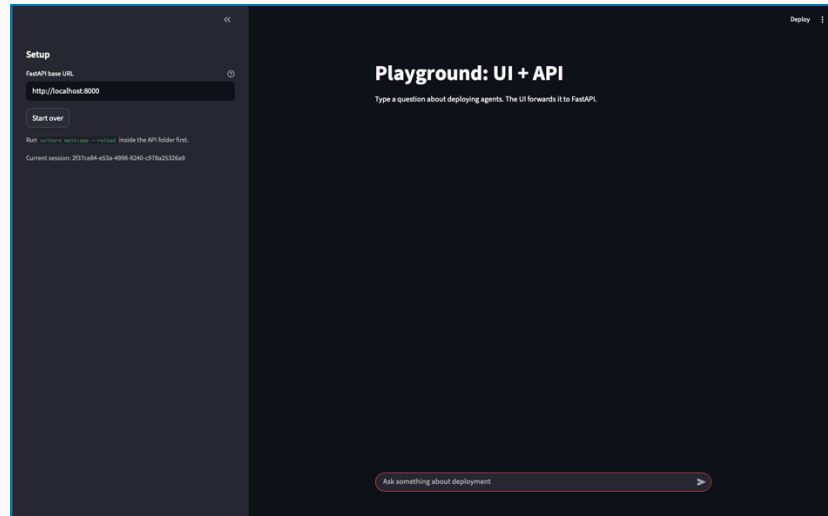 Deploy
Setup
FastAPI base URL
http://localhost:8000
Start over
Run uvicorn main:app --reload inside the API folder first.
Current session: 2f37ce84-e53a-4998-8240-c978a25326a9
Playground: UI + API
Type a question about deploying agents. The UI forwards it to FastAPI.
Ask something about deployment